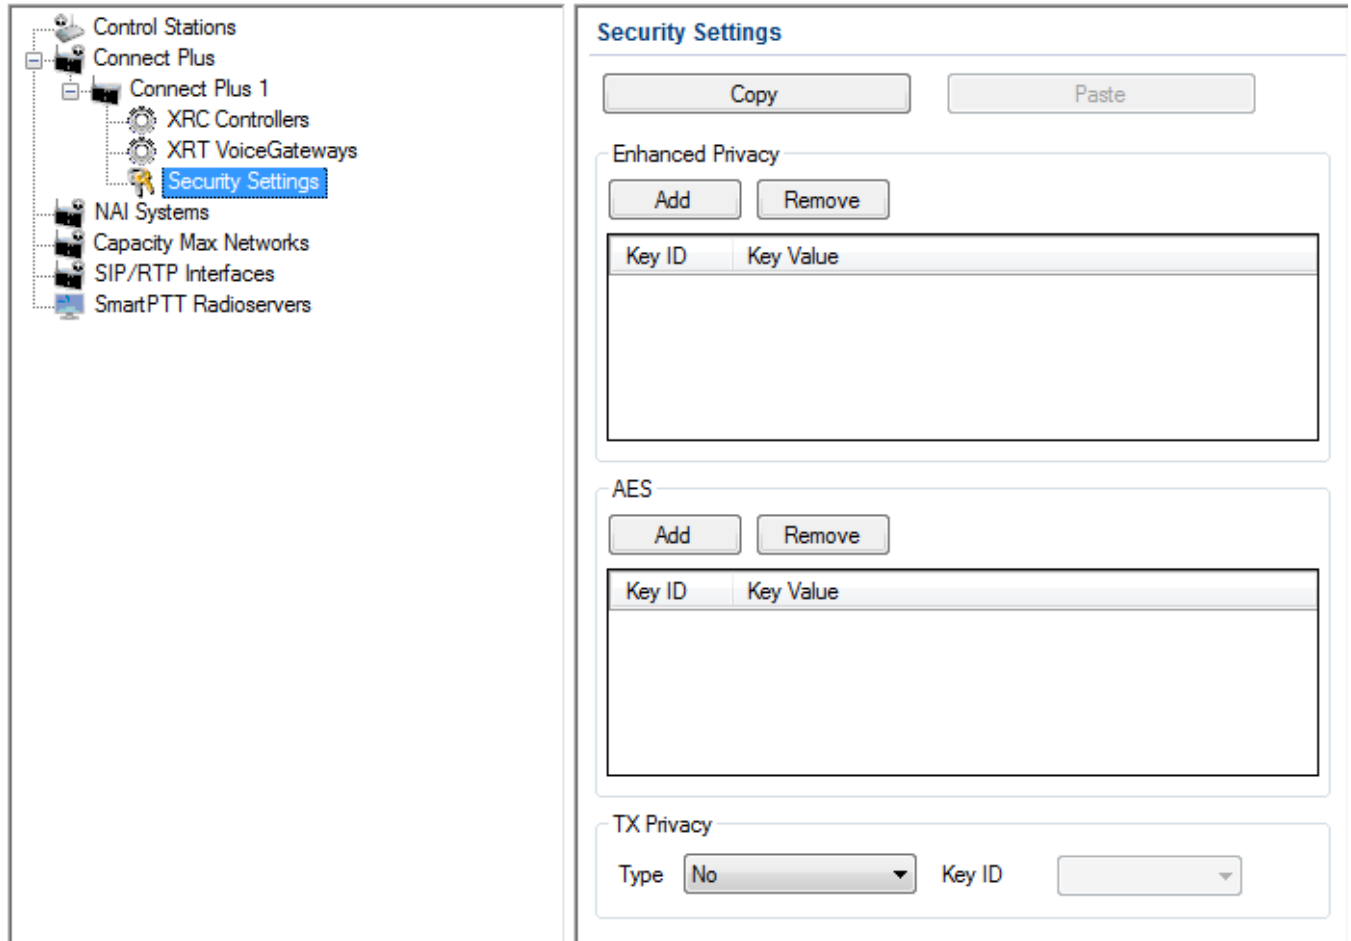 Control Stations
Connect Plus
Connect Plus 1
XRC Controllers
XRT VoiceGateways
Security Settings
NAI Systems
Capacity Max Networks
SIP/RTP Interfaces
SmartPTT Radioservers
Security Settings
Copy Paste
Enhanced Privacy
Add Remove
Key ID Key Value
AES
Add Remove
Key ID Key Value
TX Privacy
Type No Key ID